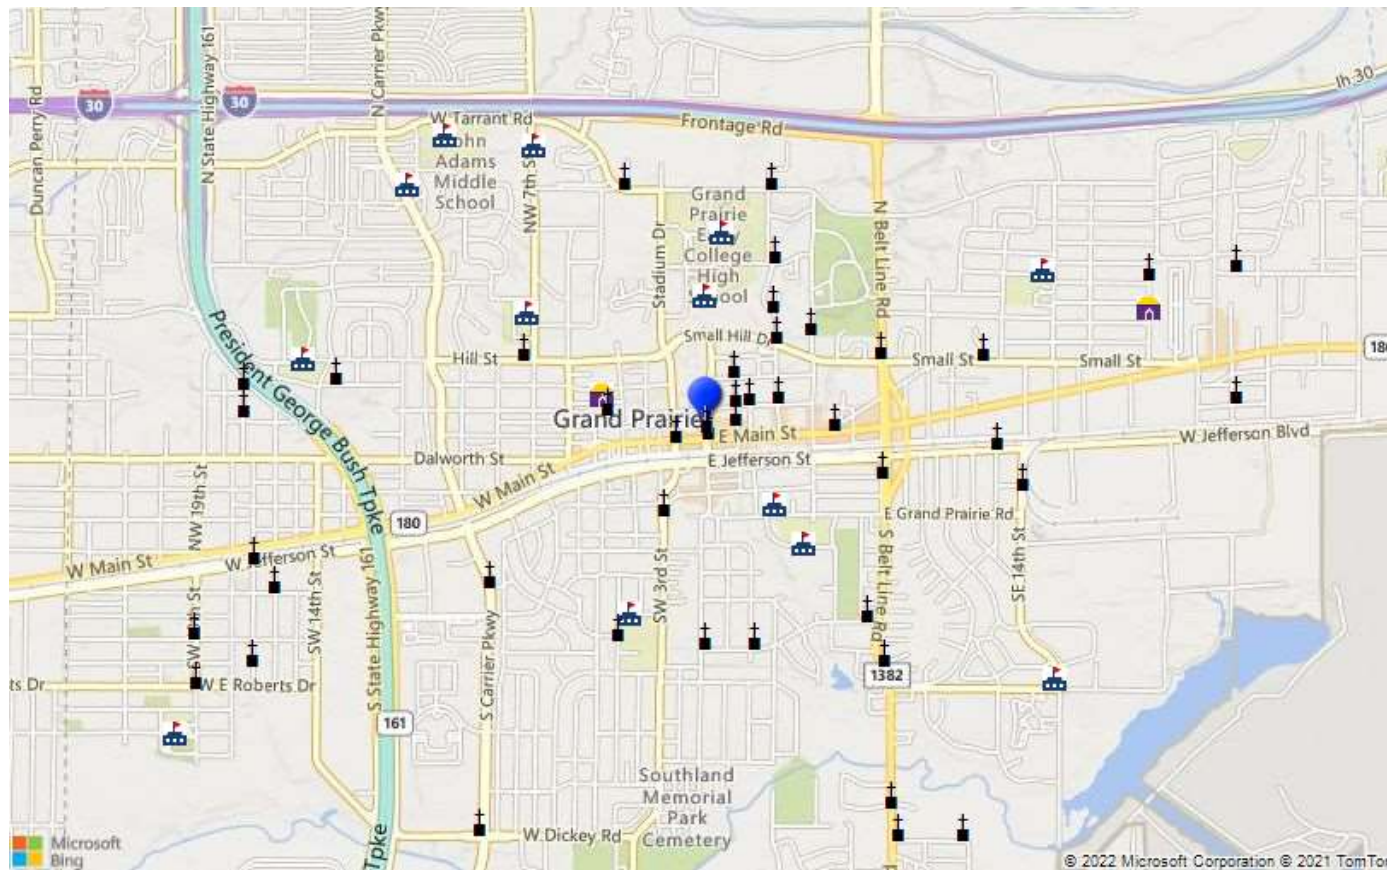 Duncan Perry Rd
N State Highway 161
N Carrier Pkwy
30
30
Ih 30
W Tarrant Rd
Frontage Rd
John
Adams
Middle
School
NW 7th S
Grand
Prairie
College
High
School
Stadium Dr
N Belt Line Rd
President George Bush Tpke
Hill St
Small Hill Dr
Small St
Small St
180
Grand Prairie
E Main St
W Jefferson Blvd
Dalworth St
E Jefferson St
W Main St
NW 19th St
180
E Grand Prairie Rd
W Main St
W Jefferson St
SW 14th St
S State Highway 161
S Carrier Pkwy
SW 3rd St
S Belt Line Rd
SE 14th St
ts Dr
W E Roberts Dr
1382
161
Southland
Memorial
Park
Cemetery
W Dickey Rd
Tpke
Microsoft
Bing
© 2022 Microsoft Corporation © 2021 TomTom